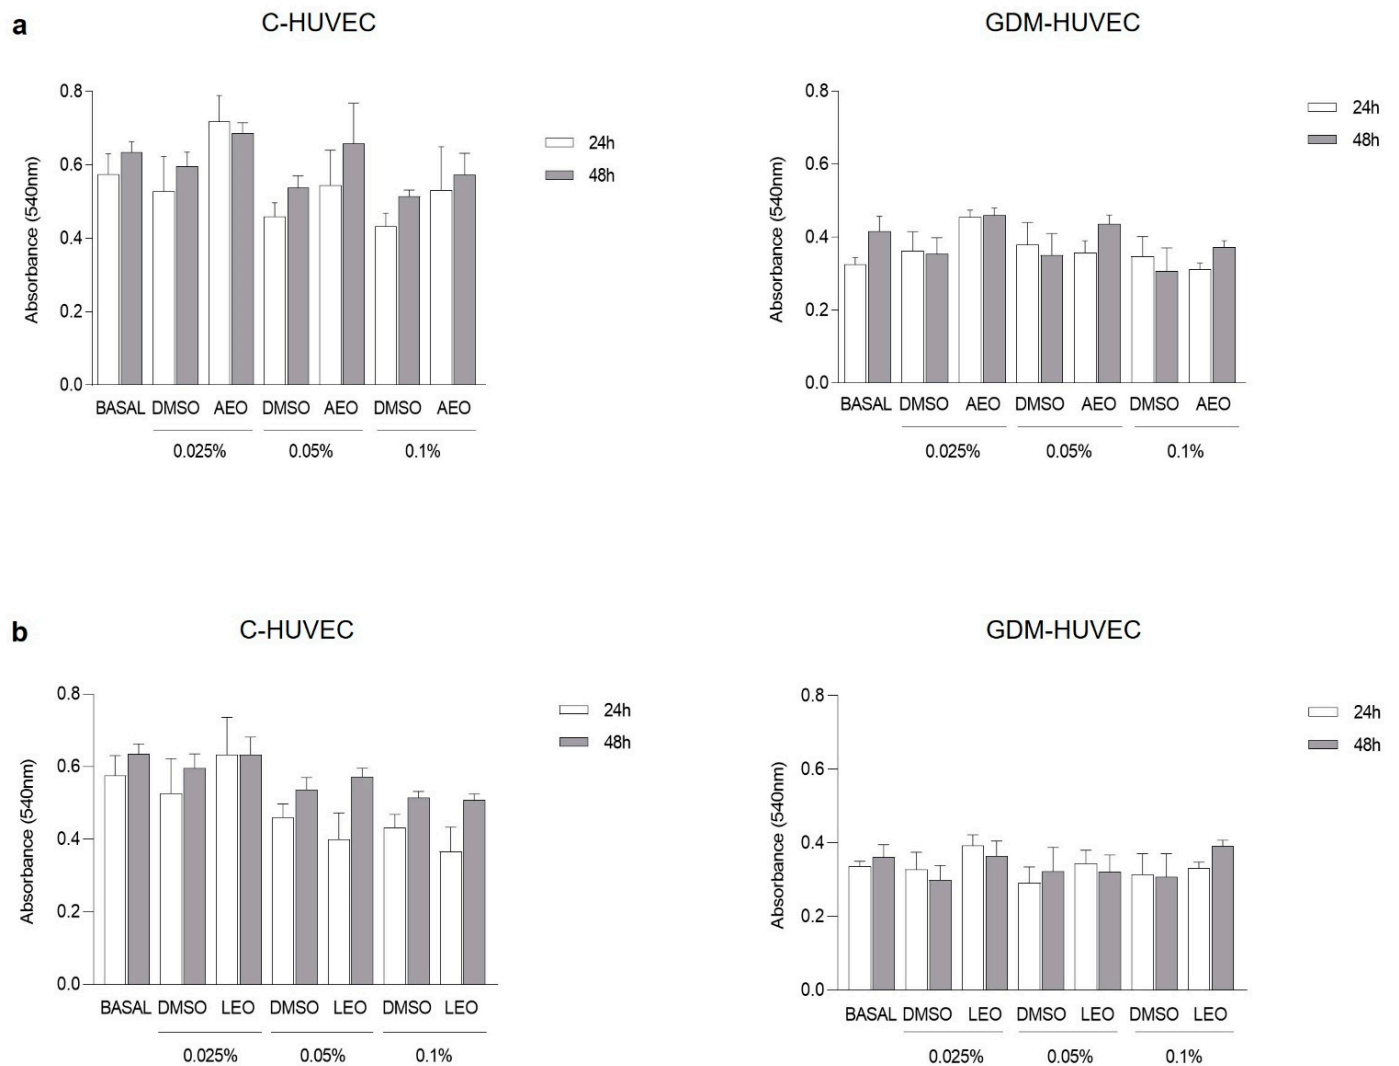 a
C-HUVEC
GDM-HUVEC
0.8
0.6
0.4
0.2
0.0
Absorbance (540nm)
24h
48h
BASAL DMSO AEO DMSO AEO DMSO AEO
0.025% 0.05% 0.1%
0.8
0.6
0.4
0.2
0.0
Absorbance (540nm)
24h
48h
BASAL DMSO AEO DMSO AEO DMSO AEO
0.025% 0.05% 0.1%
b
C-HUVEC
GDM-HUVEC
0.8
0.6
0.4
0.2
0.0
Absorbance (540nm)
24h
48h
BASAL DMSO LEO DMSO LEO DMSO LEO
0.025% 0.05% 0.1%
0.8
0.6
0.4
0.2
0.0
Absorbance (540nm)
24h
48h
BASAL DMSO LEO DMSO LEO DMSO LEO
0.025% 0.05% 0.1%